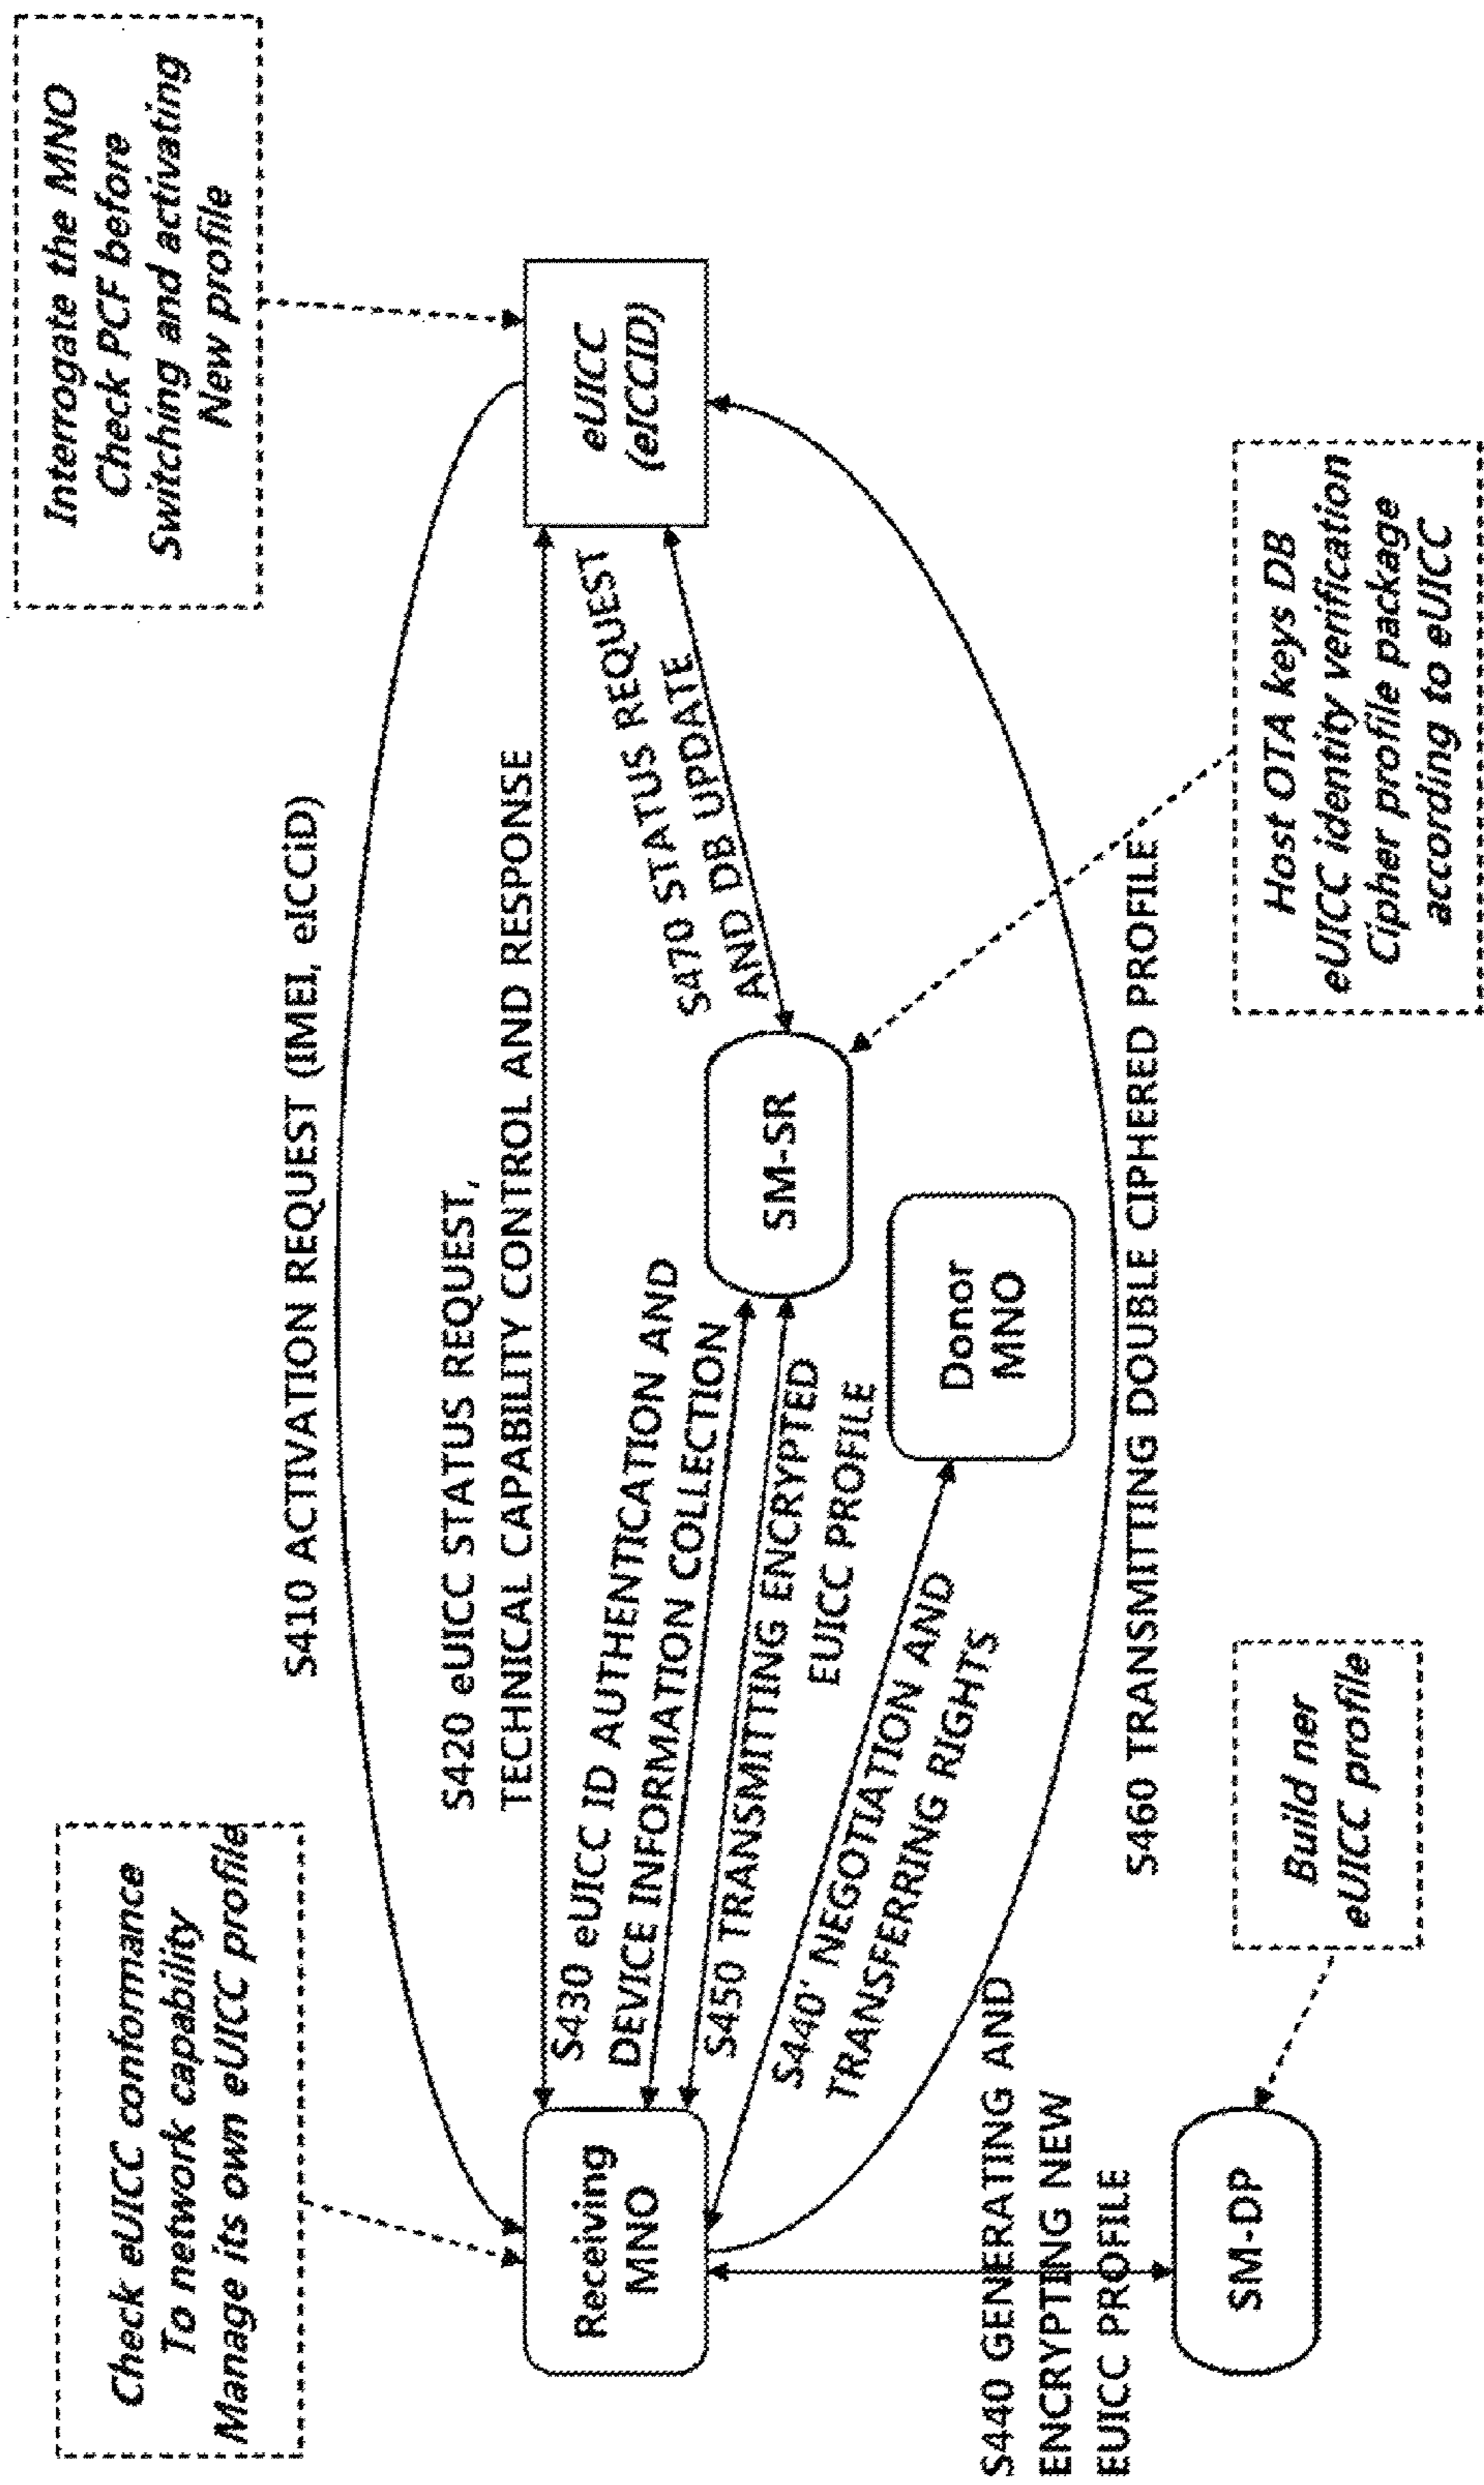 Check eUICC conformance
To network capability
Manage its own eUICC profile
Interrogate the MNO
Check PCF before
Switching and activating
New profile
S410 ACTIVATION REQUEST (IMEI, eICCiD)
S420 eUICC STATUS REQUEST,
TECHNICAL CAPABILITY CONTROL AND RESPONSE
Receiving
MNO
eUICC
(eICCID)
S430 eUICC ID AUTHENTICATION AND
DEVICE INFORMATION COLLECTION
S470 STATUS REQUEST
AND DB UPDATE
S450 TRANSMITTING ENCRYPTED
EUICC PROFILE
SM-SR
S440' NEGOTIATION AND
TRANSFERRING RIGHTS
Donor
MNO
S440 GENERATING AND
ENCRYPTING NEW
EUICC PROFILE
S460 TRANSMITTING DOUBLE CIPHERED PROFILE
SM-DP
Build ner
eUICC profile
Host OTA keys DB
eUICC identity verification
Cipher profile package
according to eUICC